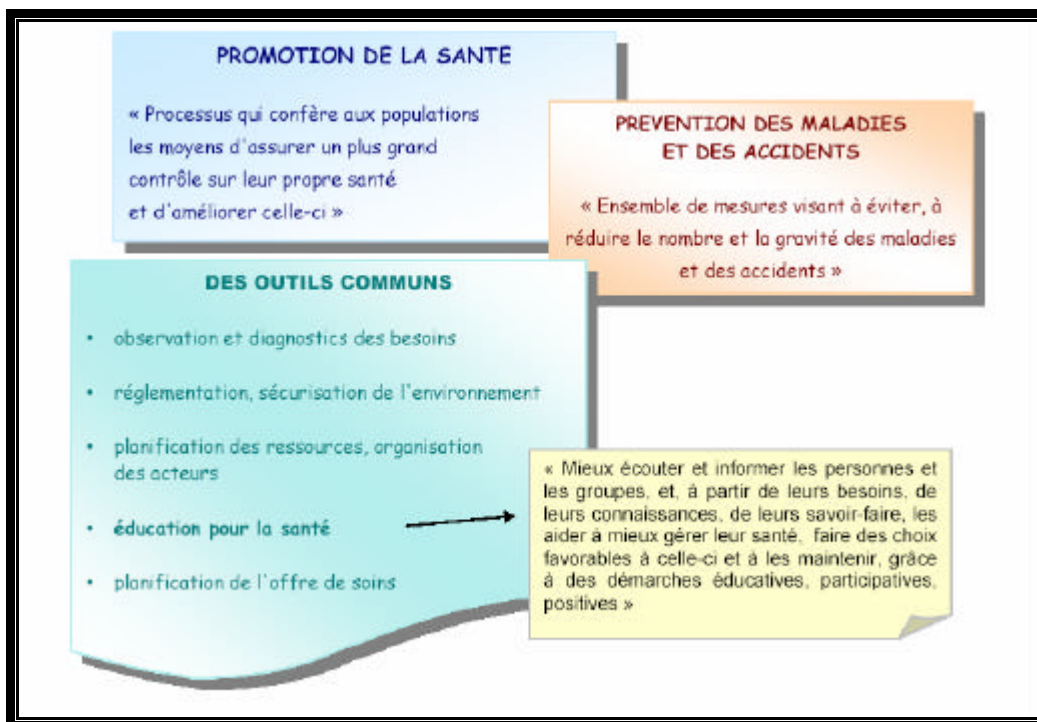 PROMOTION DE LA SANTE
« Processus qui confère aux populations
les moyens d'assurer un plus grand
contrôle sur leur propre santé
et d'améliorer celle-ci »
PREVENTION DES MALADIES
ET DES ACCIDENTS
« Ensemble de mesures visant à éviter, à
réduire le nombre et la gravité des maladies
et des accidents »
DES OUTILS COMMUNS
• observation et diagnostics des besoins
• réglementation, sécurisation de l'environnement
• planification des ressources, organisation
des acteurs
• éducation pour la santé
• planification de l'offre de soins
« Mieux écouter et informer les personnes et
les groupes, et, à partir de leurs besoins, de
leurs connaissances, de leurs savoir-faire, les
aider à mieux gérer leur santé, faire des choix
favorables à celle-ci et à les maintenir, grâce
à des démarches éducatives, participatives,
positives »